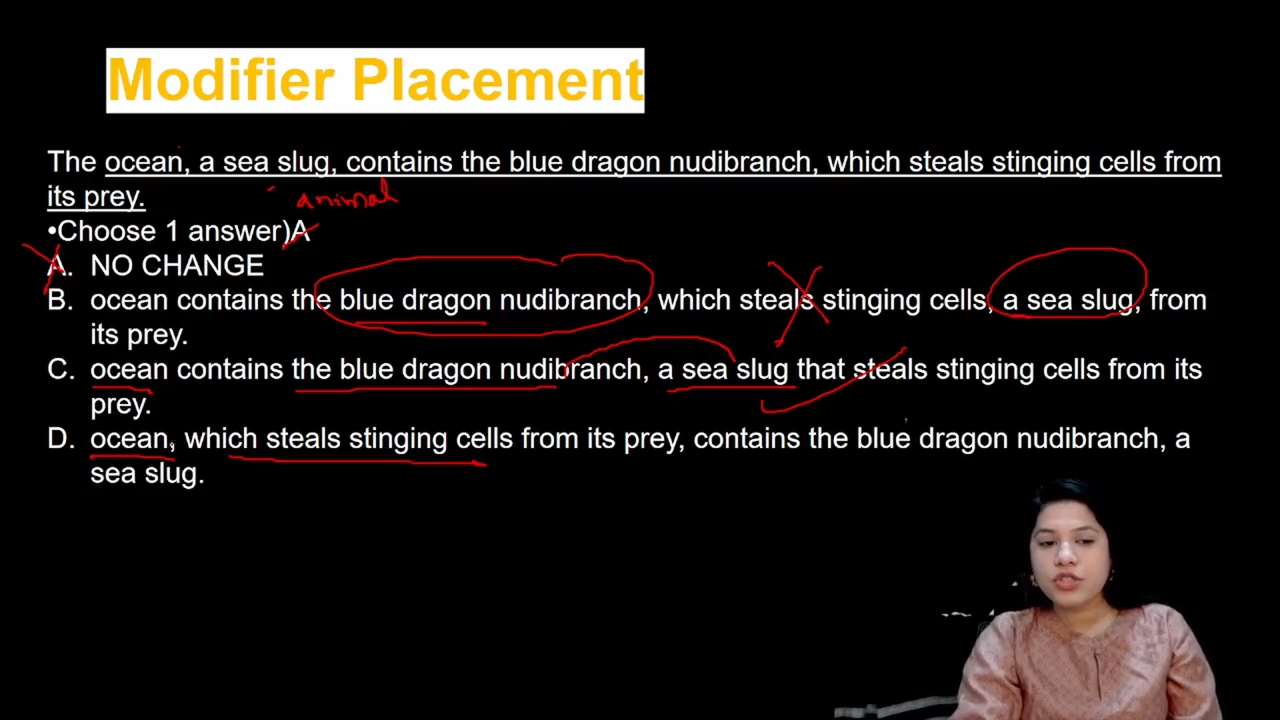 Modifier Placement
The ocean, a sea slug, contains the blue dragon nudibranch, which steals stinging cells from
its prey.
animal
•Choose 1 answer)A
A. NO CHANGE
B. ocean contains the blue dragon nudibranch, which steals stinging cells, a sea slug, from
its prey.
C. ocean contains the blue dragon nudibranch, a sea slug that steals stinging cells from its
prey.
D. ocean, which steals stinging cells from its prey, contains the blue dragon nudibranch, a
sea slug.